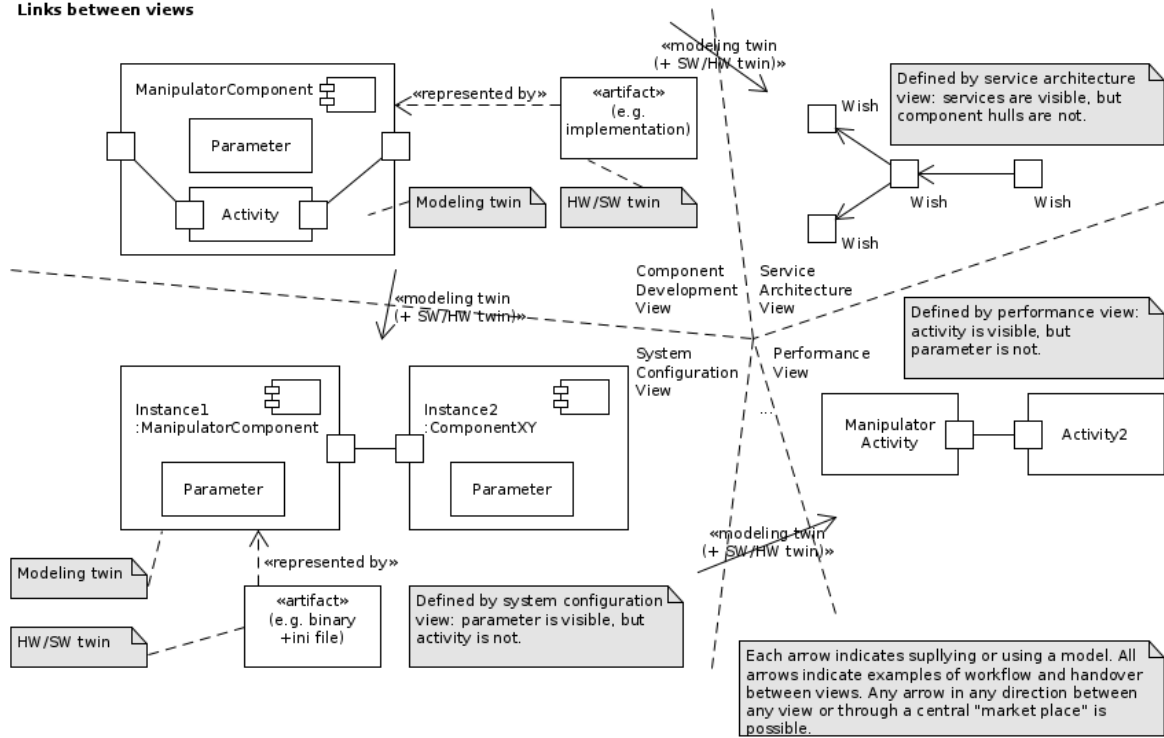 Links between views
«modeling twin
(+ SW/HW twin)»
ManipulatorComponent
«represented by»
«artifact»
(e.g.
implementation)
Parameter
Activity
Modeling twin
HW/SW twin
Defined by service architecture
view: services are visible, but
component hulls are not.
Wish
Wish
Wish
Wish
Component
Development
View
Service
Architecture
View
«modeling twin
(+ SW/HW twin)»
System
Configuration
View
Performance
View
...
Defined by performance view:
activity is visible, but
parameter is not.
Instance1
:ManipulatorComponent
Parameter
Instance2
:ComponentXY
Parameter
Manipulator
Activity
Activity2
«modeling twin
(+ SW/HW twin)»
Modeling twin
«represented by»
HW/SW twin
«artifact»
(e.g. binary
+ini file)
Defined by system configuration
view: parameter is visible, but
activity is not.
Each arrow indicates supllying or using a model. All
arrows indicate examples of workflow and handover
between views. Any arrow in any direction between
any view or through a central "market place" is
possible.